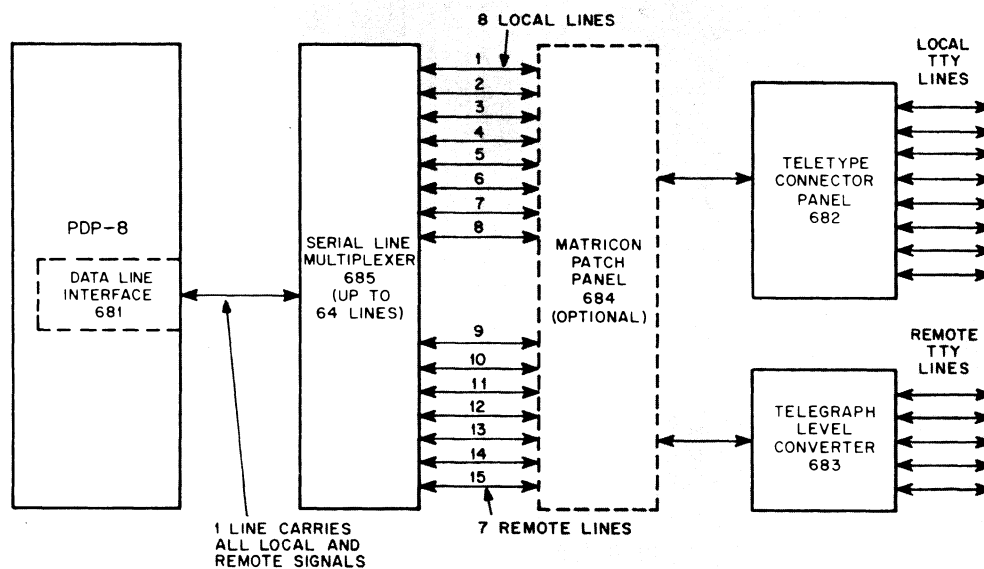 8 LOCAL LINES
1
2
3
4
5
6
7
8
PDP-8
DATA LINE
INTERFACE
681
SERIAL LINE
MULTIPLEXER
685
(UP TO
64 LINES)
MATRICON
PATCH
PANEL
684
(OPTIONAL)
9
10
11
12
13
14
15
7 REMOTE LINES
1 LINE CARRIES
ALL LOCAL AND
REMOTE SIGNALS
LOCAL
TTY
LINES
TELETYPE
CONNECTOR
PANEL
682
REMOTE
TTY
LINES
TELEGRAPH
LEVEL
CONVERTER
683